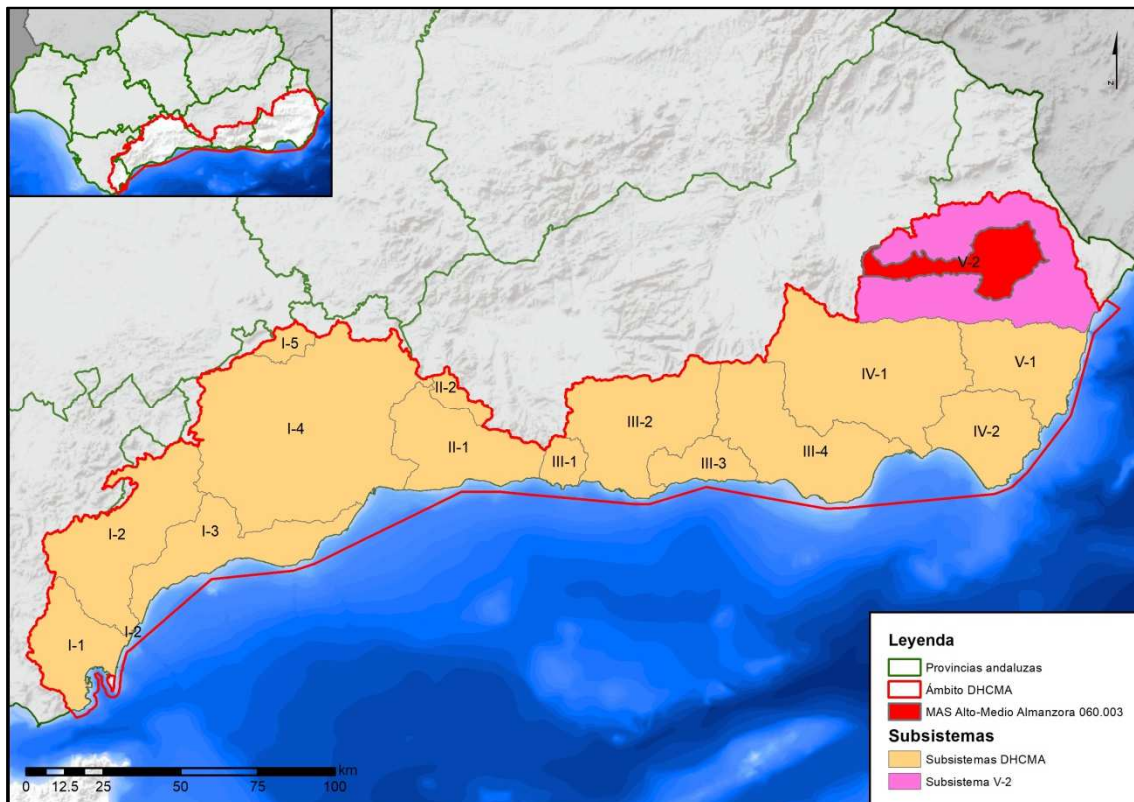 N
V-2
I-5
IV-1
V-1
II-2
I-4
III-2
IV-2
II-1
III-1
III-3
III-4
I-2
I-3
I-1
I-2
km
0 12.5 25 50 75 100
Leyenda
Provincias andaluzas
Ámbito DHCMA
MAS Alto-Medio Almanzora 060.003
Subsistemas
Subsistemas DHCMA
Subsistema V-2